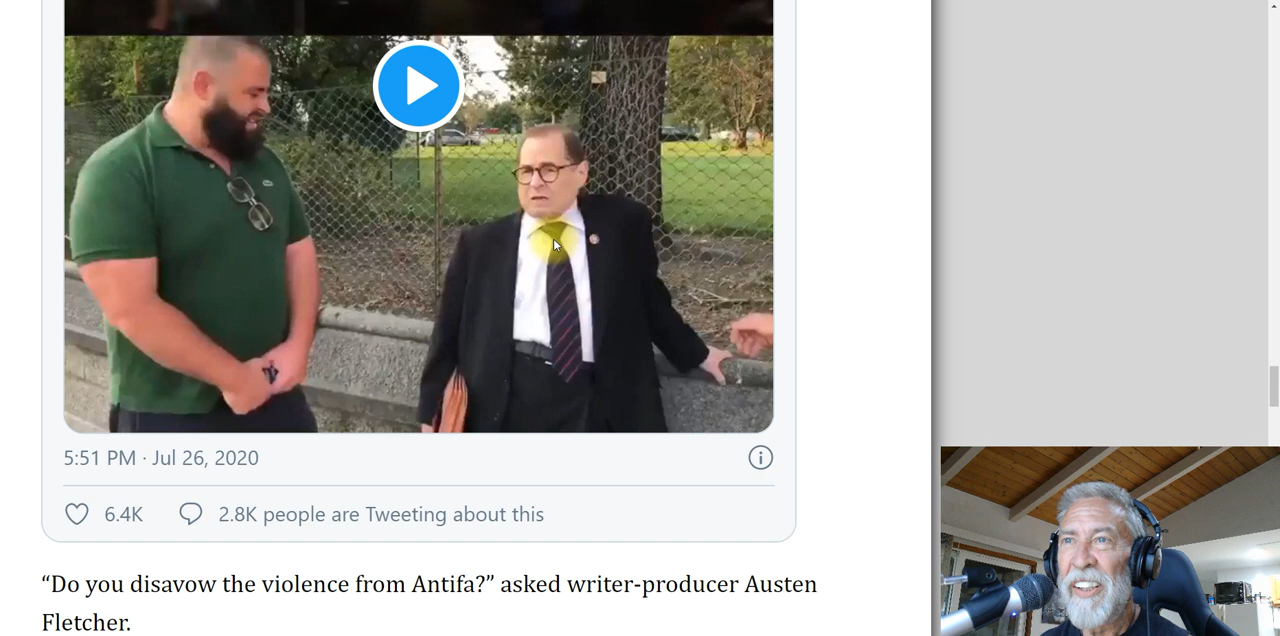 5:51 PM · Jul 26, 2020
6.4K 2.8K people are Tweeting about this
“Do you disavow the violence from Antifa?” asked writer-producer Austen
Fletcher.